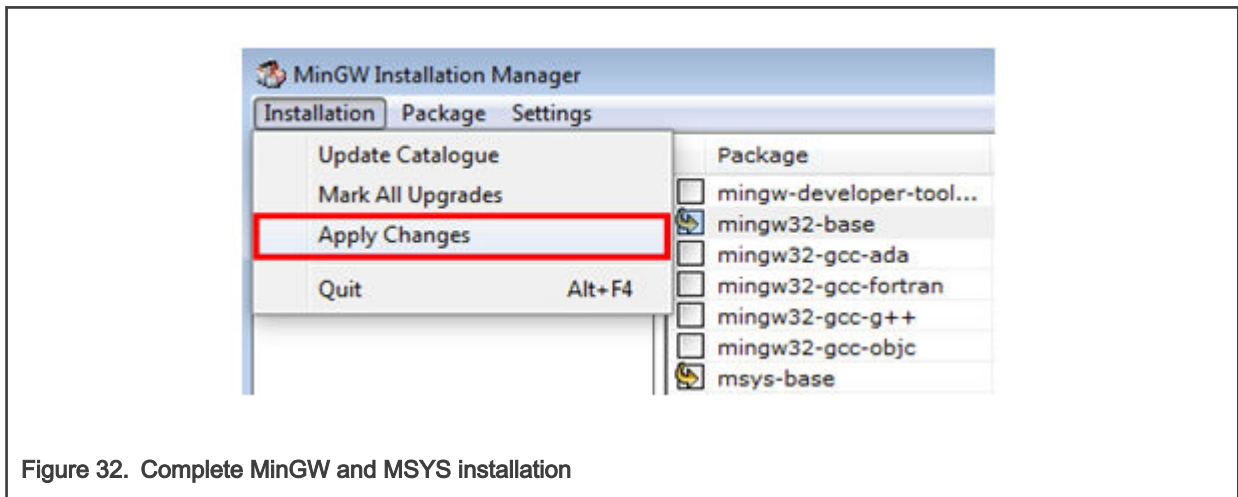 MinGW Installation Manager
Installation Package Settings
Update Catalogue
Mark All Upgrades
Apply Changes
Quit Alt+F4
Package
mingw-developer-tool...
mingw32-base
mingw32-gcc-ada
mingw32-gcc-fortran
mingw32-gcc-g++
mingw32-gcc-objc
msys-base
Figure 32. Complete MinGW and MSYS installation